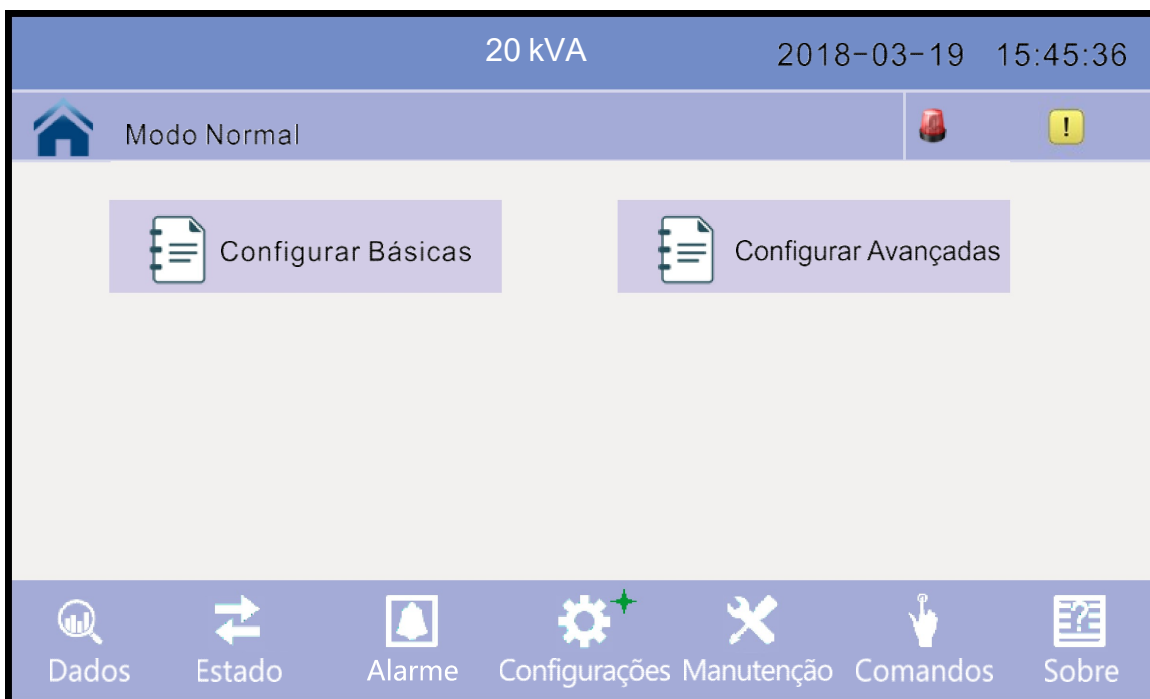 20 kVA 2018-03-19 15:45:36
Modo Normal !
Configurar Básicas Configurar Avançadas
Dados Estado Alarme Configurações Manutenção Comandos Sobre